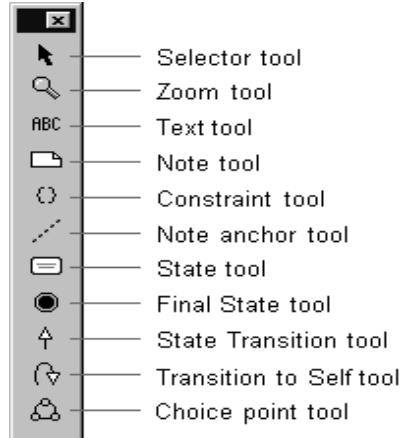 Selector tool
Zoom tool
ABC Text tool
Note tool
{} Constraint tool
Note anchor tool
State tool
Final State tool
State Transition tool
Transition to Self tool
Choice point tool